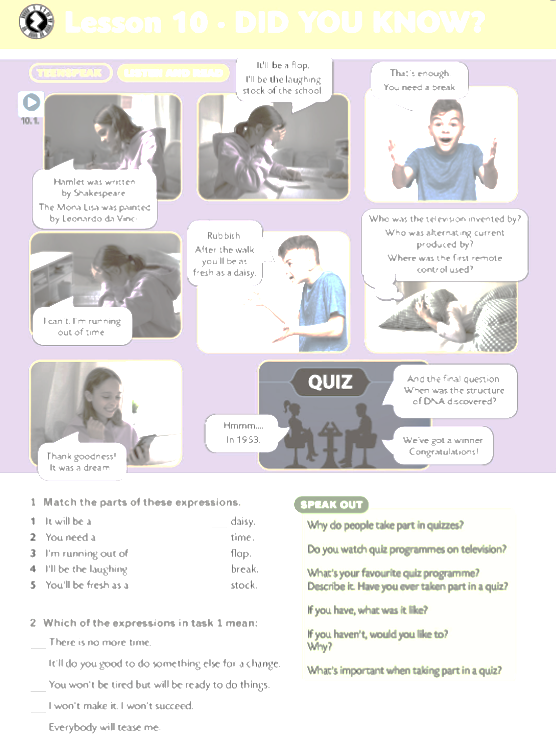 Lesson 10 · DID YOU KNOW?
TEENSPEAK
LISTEN AND READ
10.1.
It'll be a flop.
I'll be the laughing
stock of the school
That's enough
You need a break
Hamlet was written
by Shakespeare
The Mona Lisa was painted
by Leonardo da Vinci
Rubbish
After the walk
you'll be as
fresh as a daisy.
Who was the television invented by?
Who was alternating current
produced by?
Where was the first remote
control used?
I can't. I'm running
out of time
Thank goodness!
It was a dream
QUIZ
Hmmm....
In 1953.
And the final question
When was the structure
of DNA discovered?
We've got a winner
Congratulations!
1 Match the parts of these expressions.
1 It will be a daisy.
2 You need a time.
3 I'm running out of flop.
4 I'll be the laughing break.
5 You'll be fresh as a stock.
2 Which of the expressions in task 1 mean:
___ There is no more time.
It'll do you good to do something else for a change.
___ You won't be tired but will be ready to do things.
___ I won't make it. I won't succeed.
Everybody will tease me
SPEAK OUT
Why do people take part in quizzes?
Do you watch quiz programmes on television?
What's your favourite quiz programme?
Describe it. Have you ever taken part in a quiz?
If you have, what was it like?
If you haven't, would you like to?
Why?
What's important when taking part in a quiz?